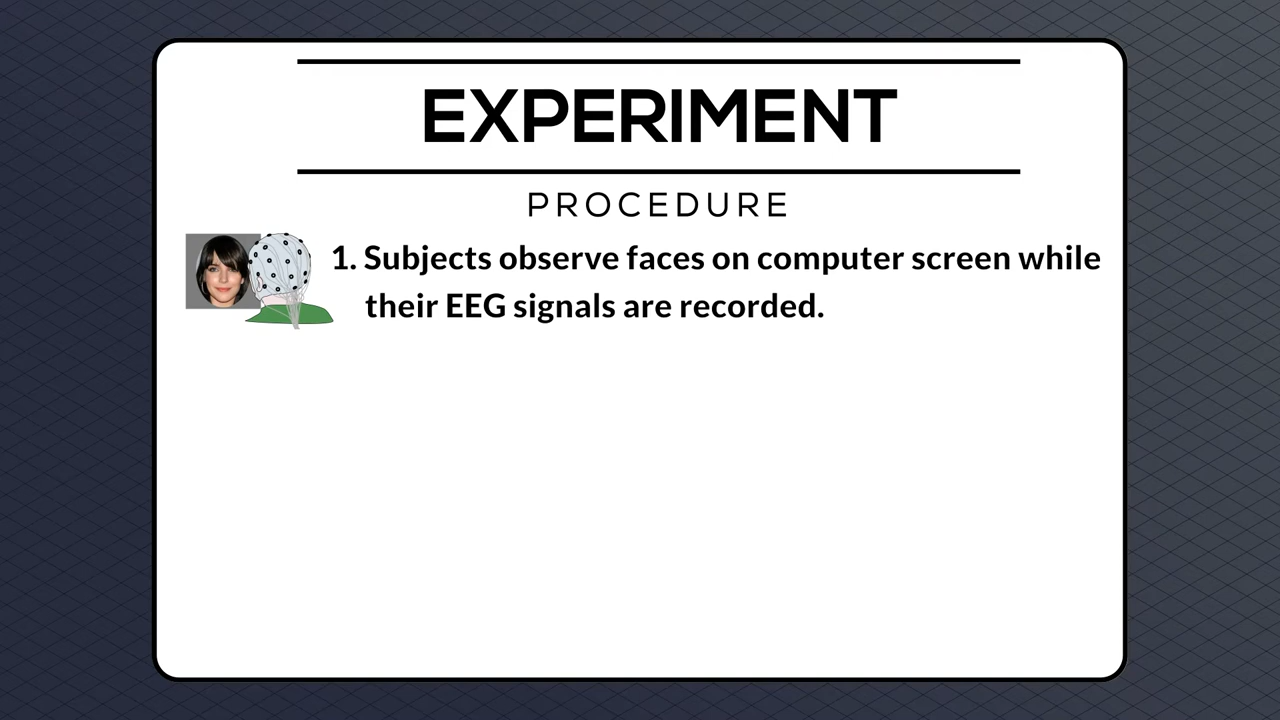 EXPERIMENT
PROCEDURE
1. Subjects observe faces on computer screen while
their EEG signals are recorded.